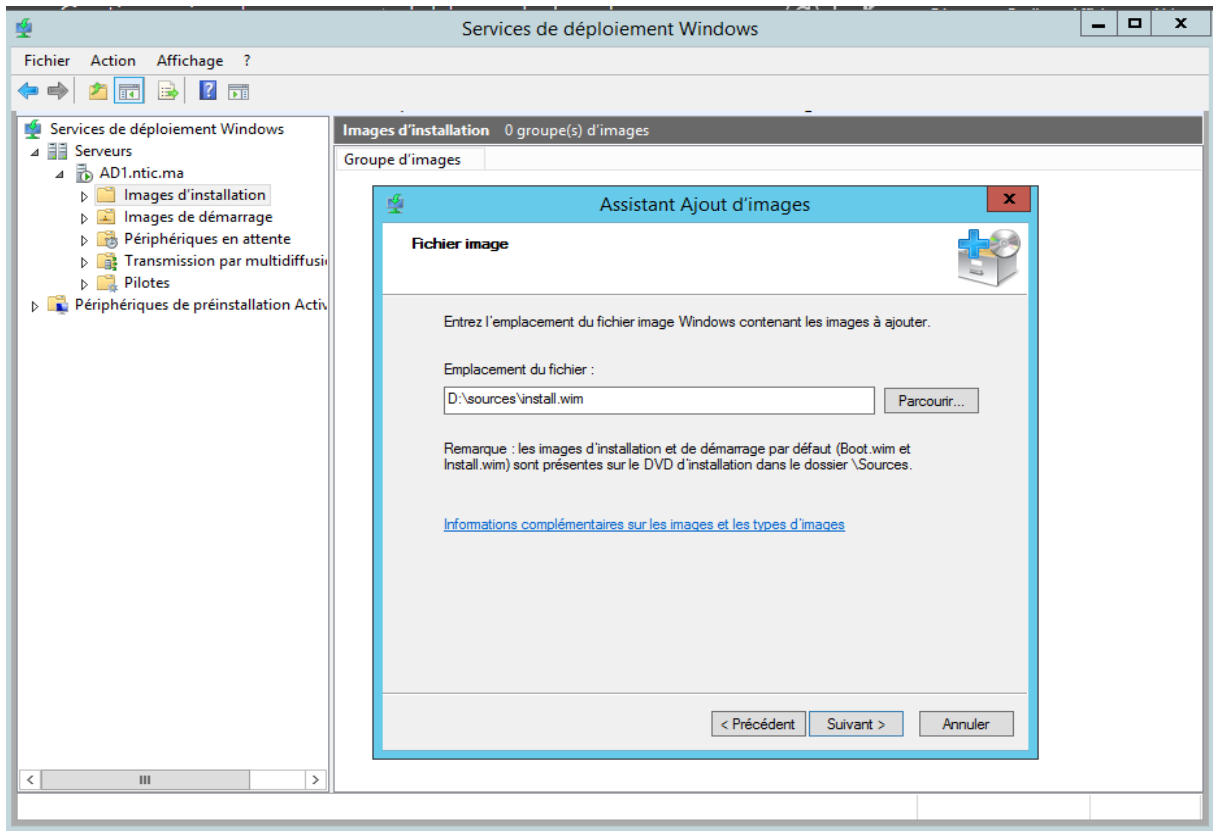 Services de déploiement Windows
Fichier Action Affichage ?
Services de déploiement Windows
Serveurs
AD1.ntic.ma
Images d'installation
Images de démarrage
Périphériques en attente
Transmission par multidiffusi
Pilotes
Périphériques de préinstallation Activ
Images d'installation 0 groupe(s) d'images
Groupe d'images
Assistant Ajout d'images
Fichier image
Entrez l'emplacement du fichier image Windows contenant les images à ajouter.
Emplacement du fichier :
D:\sources\install.wim
Parcourir...
Remarque : les images d'installation et de démarrage par défaut (Boot.wim et
Install.wim) sont présentes sur le DVD d'installation dans le dossier \Sources.
Informations complémentaires sur les images et les types d'images
< Précédent Suivant > Annuler